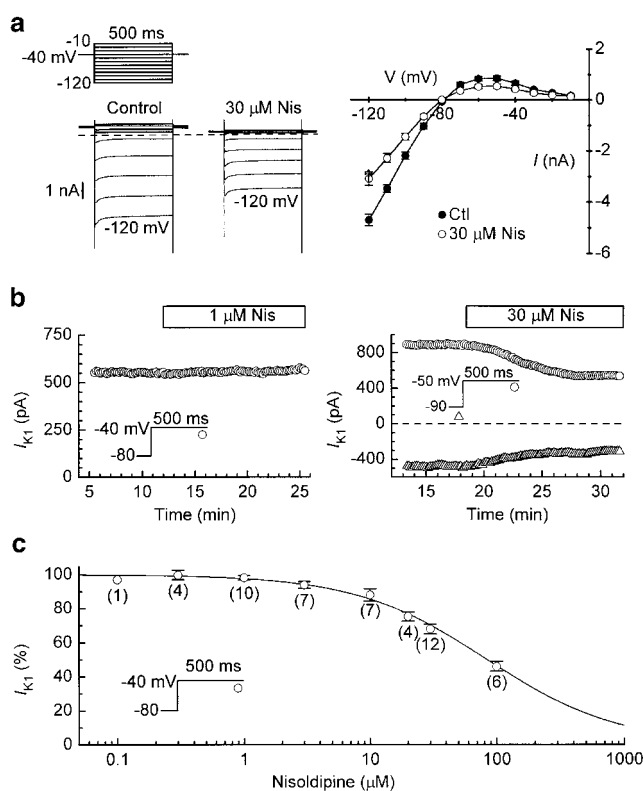 a
-10
500 ms
-40 mV
-120
Control
30 μM Nis
1 nA
-120 mV
-120 mV
V (mV)
-120
-80
-40
2
0
-2
-4
-6
I (nA)
Ctl
30 μM Nis
b
1 μM Nis
750
500
250
0
IK1 (pA)
-40 mV
500 ms
-80
5
10
15
20
25
Time (min)
30 μM Nis
800
400
0
-400
IK1 (pA)
-50 mV
500 ms
-90
15
20
25
30
Time (min)
c
100
80
60
40
20
0
IK1 (%)
(1)
(4)
(10)
(7)
(7)
(4)
(12)
(6)
500 ms
-40 mV
-80
0.1
1
10
100
1000
Nisoldipine (μM)